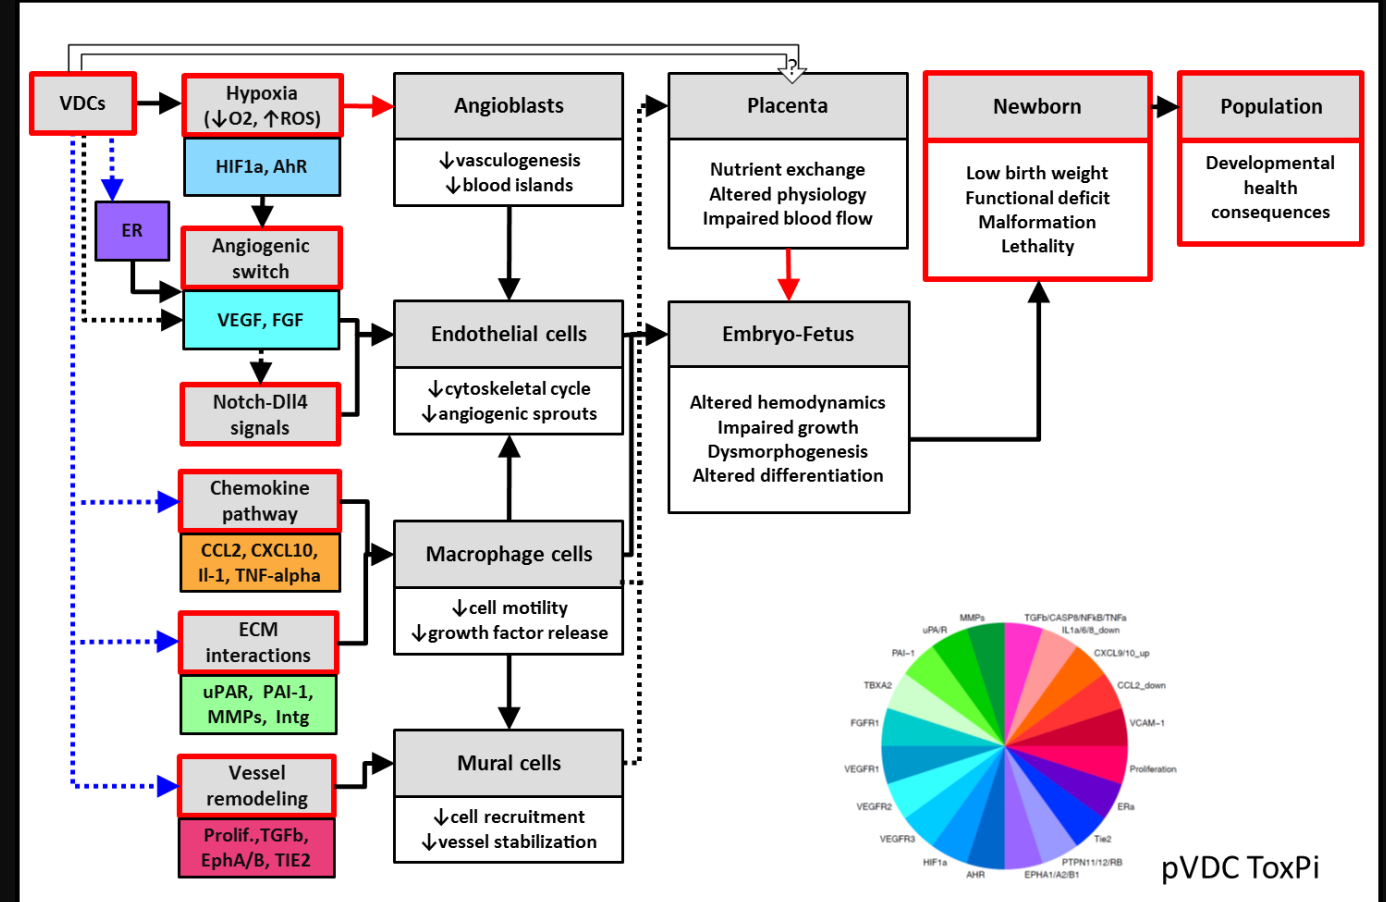 ?
VDCs
Hypoxia
(↓O2, ↑ROS)
HIF1a, AhR
ER
Angiogenic
switch
VEGF, FGF
Notch-Dll4
signals
Chemokine
pathway
CCL2, CXCL10,
Il-1, TNF-alpha
ECM
interactions
uPAR, PAI-1,
MMPs, Intg
Vessel
remodeling
Prolif.,TGFb,
EphA/B, TIE2
Angioblasts
↓vasculogenesis
↓blood islands
Endothelial cells
↓cytoskeletal cycle
↓angiogenic sprouts
Macrophage cells
↓cell motility
↓growth factor release
Mural cells
↓cell recruitment
↓vessel stabilization
Placenta
Nutrient exchange
Altered physiology
Impaired blood flow
Embryo-Fetus
Altered hemodynamics
Impaired growth
Dysmorphogenesis
Altered differentiation
Newborn
Low birth weight
Functional deficit
Malformation
Lethality
Population
Developmental
health
consequences
TGFb/CASP8/NFkB/TNFa
IL1a/6/8_down
CXCL9/10_up
CCL2_down
VCAM-1
Proliferation
ERa
Tie2
PTPN11/12/RB
EPHA1/A2/B1
AHR
HIF1a
VEGFR3
VEGFR2
VEGFR1
FGFR1
TBXA2
PAI-1
uPA/R
MMPs
pVDC ToxPi